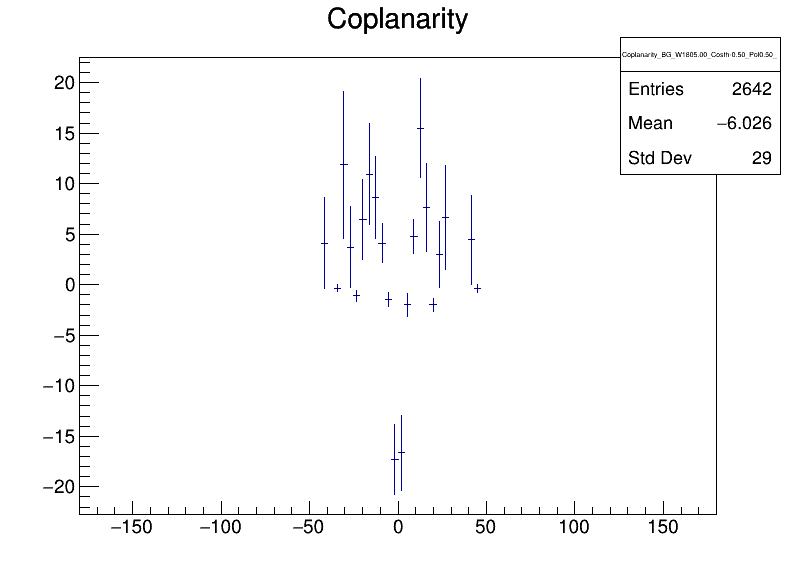 Coplanarity
Coplanarity_BG_W1805.00_Costh-0.50_Pol0.50_
Entries 2642
Mean −6.026
Std Dev 29
20
15
10
5
0
−5
−10
−15
−20
−150 −100 −50 0 50 100 150